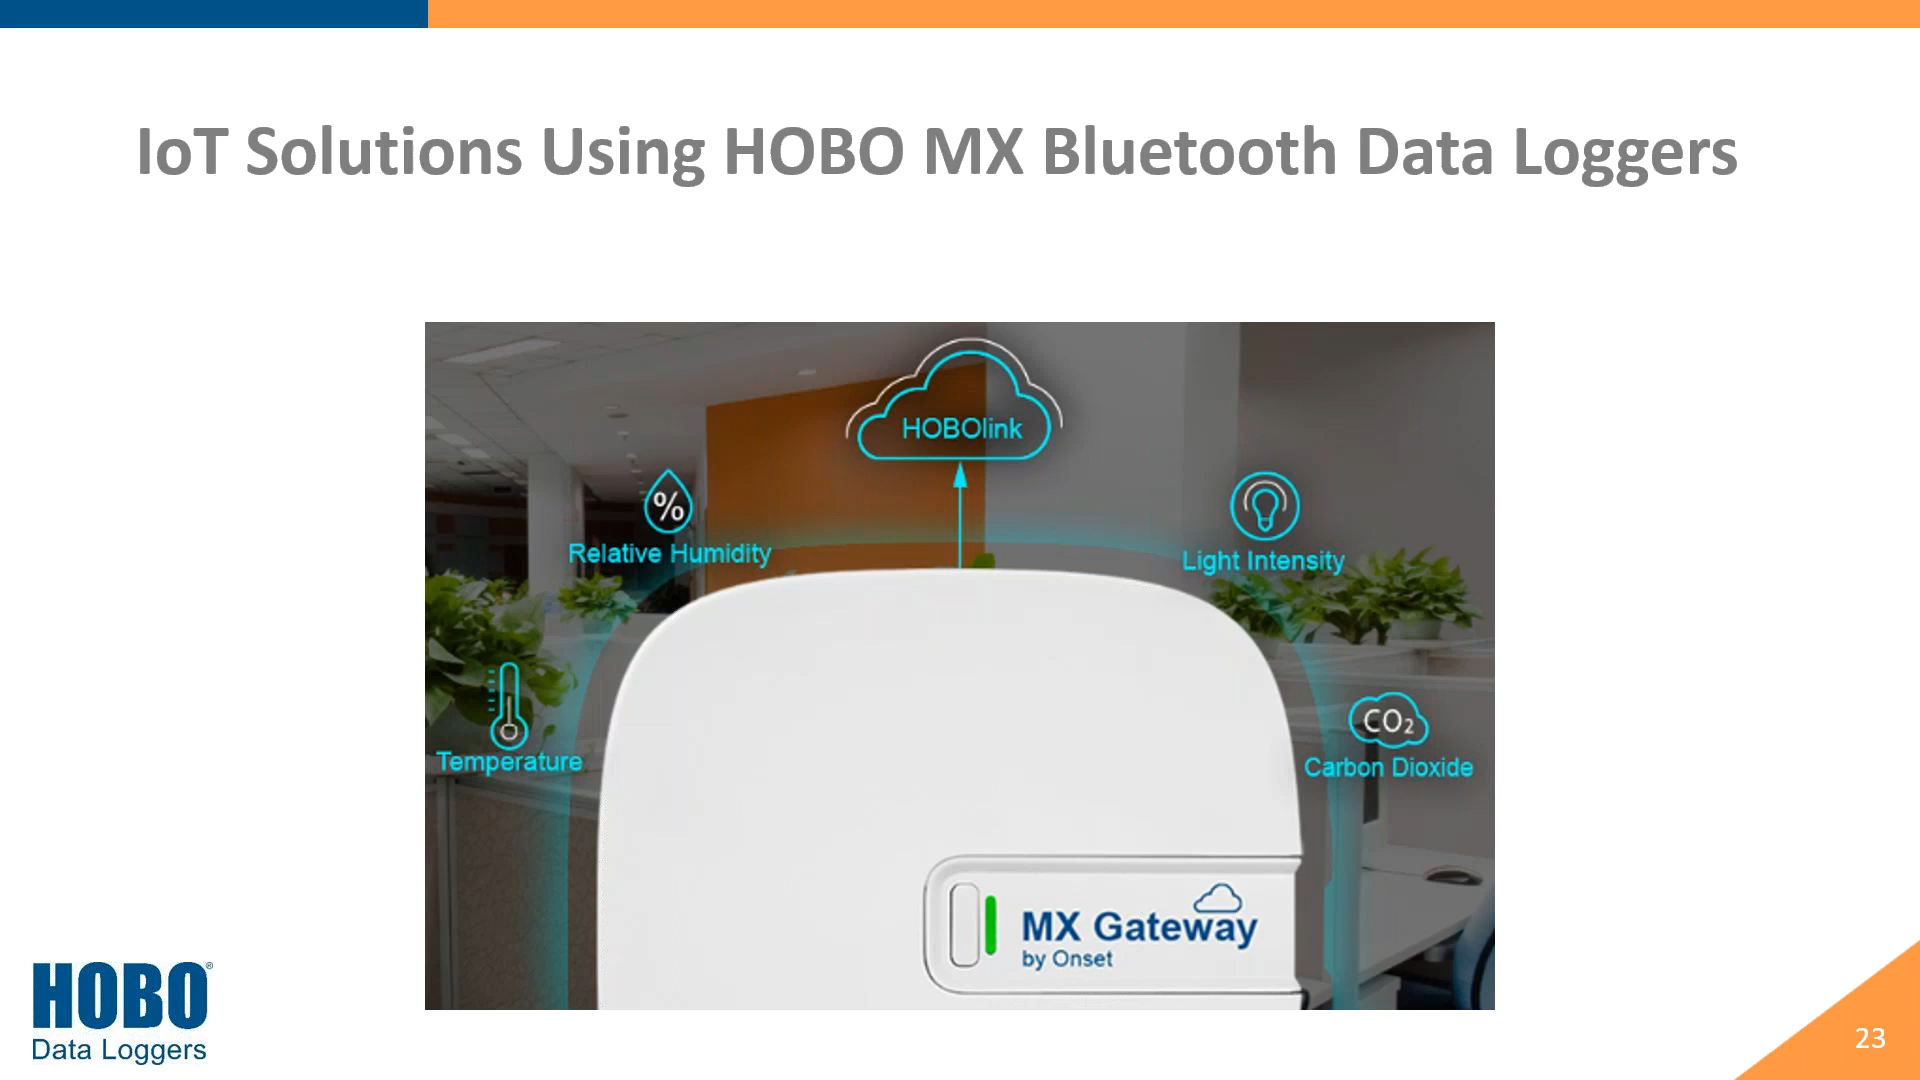 IoT Solutions Using HOBO MX Bluetooth Data Loggers
HOBOlink
%
Relative Humidity
Light Intensity
Temperature
CO₂
Carbon Dioxide
MX Gateway
by Onset
HOBO®
Data Loggers
23